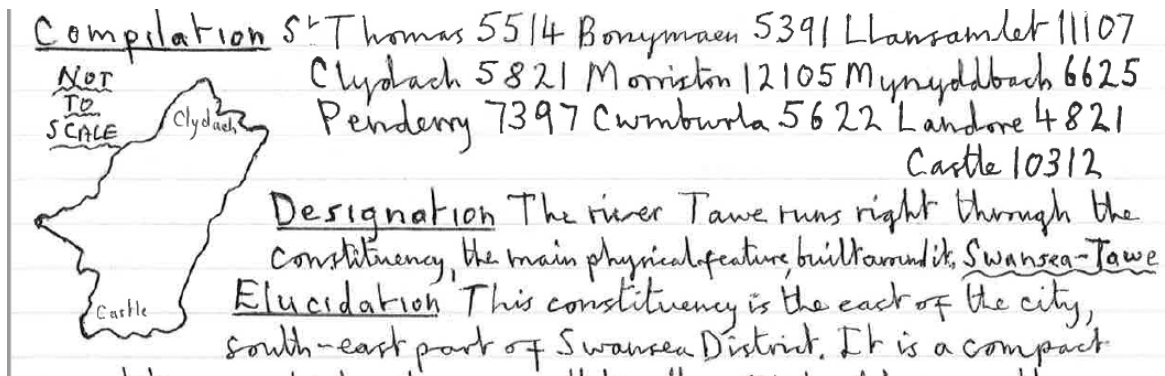 Compilation St Thomas 5514 Bonymaen 5391 Llansamlet 11107
NOT
TO
SCALE
Clydach
Clydach 5821 Morriston 12105 Mynyddbach 6625
Penderry 7397 Cwmbwrla 5622 Landore 4821
Castle 10312
Designation The river Tawe runs right through the
constituency, the main physical feature, built around it, Swansea-Tawe
Castle
Elucidation This constituency is the east of the city,
south-east part of Swansea District. It is a compact